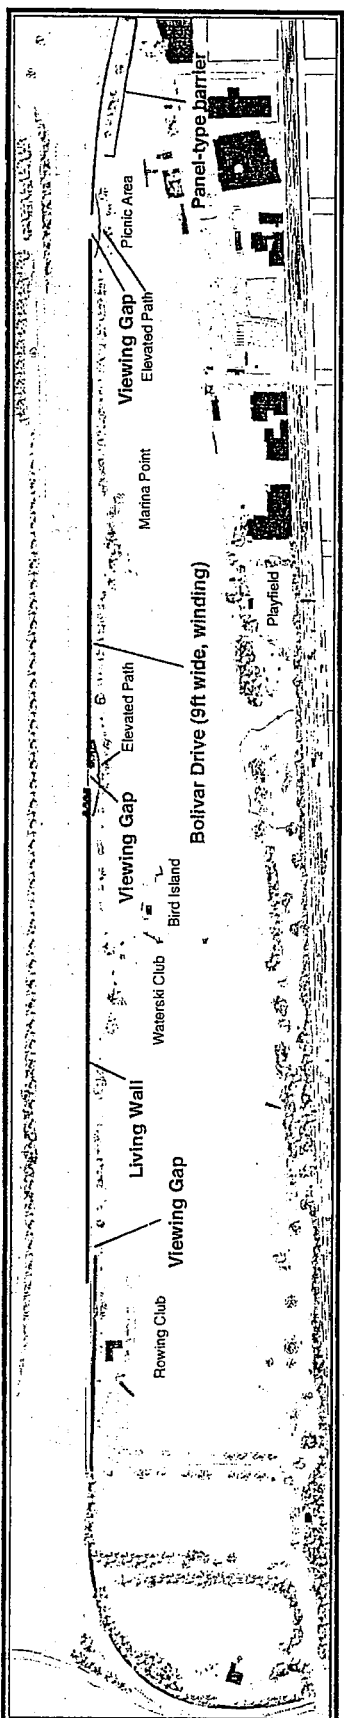 Panel-type barrier
Picnic Area
Viewing Gap
Elevated Path
Marina Point
Bolivar Drive (9ft wide, winding)
Playfield
Elevated Path
Viewing Gap
Bird Island
Waterski Club
Living Wall
Viewing Gap
Rowing Club